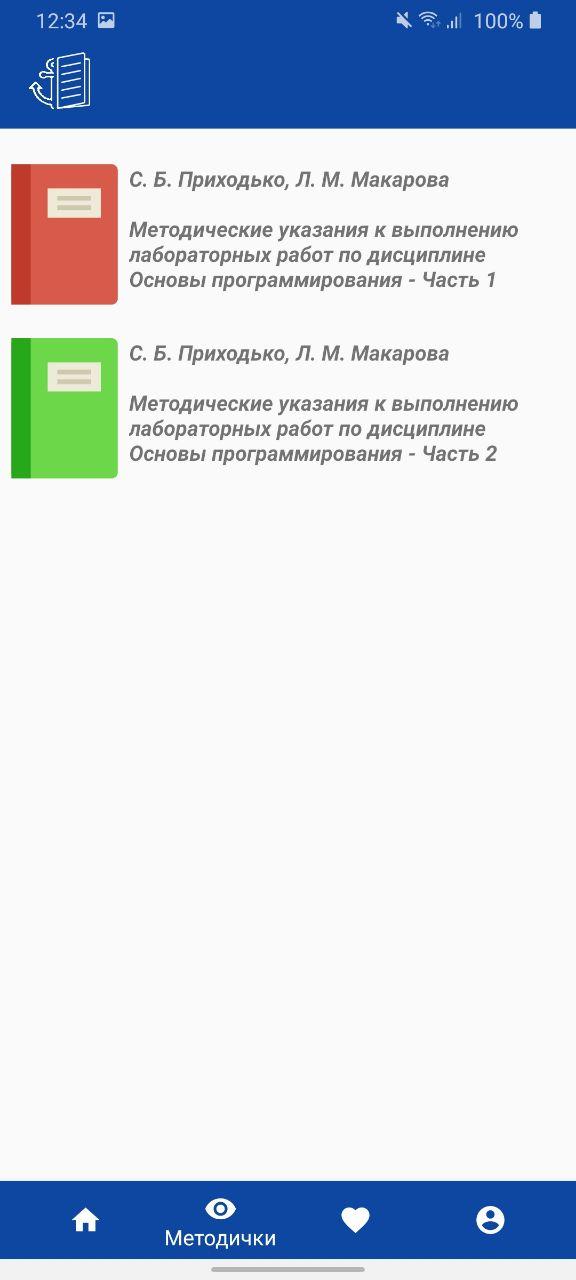 12:34
100%
С. Б. Приходько, Л. М. Макарова
Методические указания к выполнению
лабораторных работ по дисциплине
Основы программирования - Часть 1
С. Б. Приходько, Л. М. Макарова
Методические указания к выполнению
лабораторных работ по дисциплине
Основы программирования - Часть 2
Методички